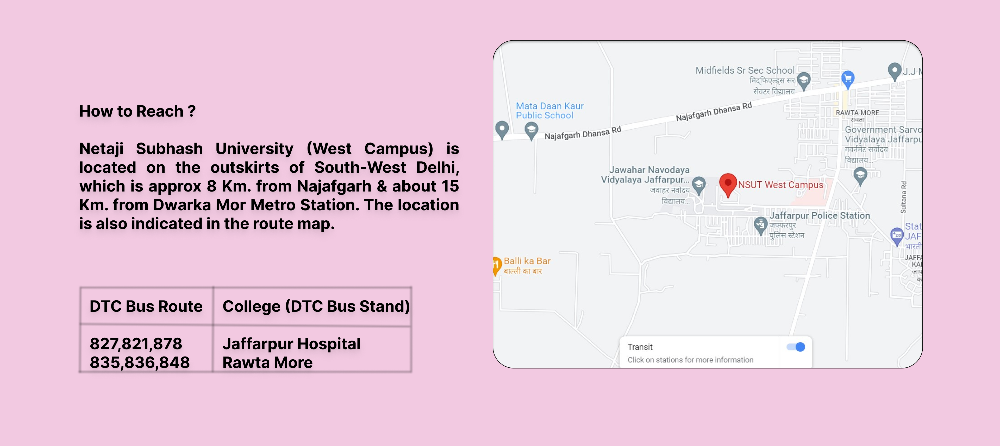 How to Reach ?
Netaji Subhash University (West Campus) is
located on the outskirts of South-West Delhi,
which is approx 8 Km. from Najafgarh & about 15
Km. from Dwarka Mor Metro Station. The location
is also indicated in the route map.
DTC Bus Route
College (DTC Bus Stand)
827,821,878
Jaffarpur Hospital
835,836,848
Rawta More
Midfields Sr Sec School
मिद्फिएल्ड्स सर
सेक्टर विद्यालय
J.J
Mata Daan Kaur
Public School
Najafgarh Dhansa Rd
Najafgarh Dhansa Rd
RAWTA MORE
रावता
Government Sarvo
Vidyalaya Jaffarpu
गवर्नमेंट सर्वोदय
विद्यालय...
Jawahar Navodaya
Vidyalaya Jaffarpur...
जवाहर नवोदय
विद्यालय...
NSUT West Campus
Sultana Rd
Jaffarpur Police Station
जफ्फरपुर
पुलिस स्टेशन
Stat
JAF
भारती
100
JAFFA
KAL
जाफ
क
Balli ka Bar
बाल्ली का बार
Transit
Click on stations for more information